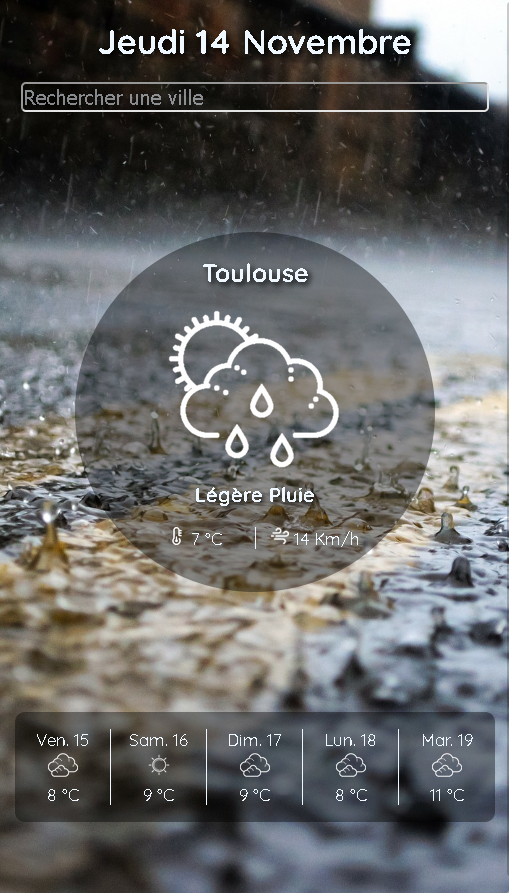 Jeudi 14 Novembre
Rechercher une ville
Toulouse
Légère Pluie
7 °C 14 Km/h
Ven. 15 Sam. 16 Dim. 17 Lun. 18 Mar. 19
8 °C 9 °C 9 °C 8 °C 11 °C